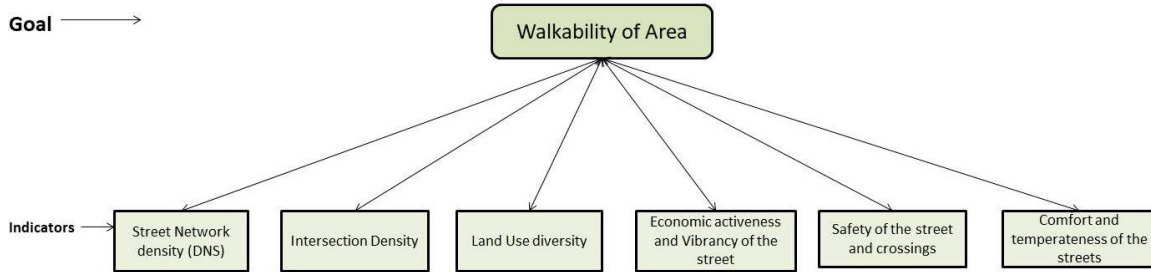 Goal
Walkability of Area
Indicators
Street Network
density (DNS)
Intersection Density
Land Use diversity
Economic activeness
and Vibrancy of the
street
Safety of the street
and crossings
Comfort and
temperateness of the
streets